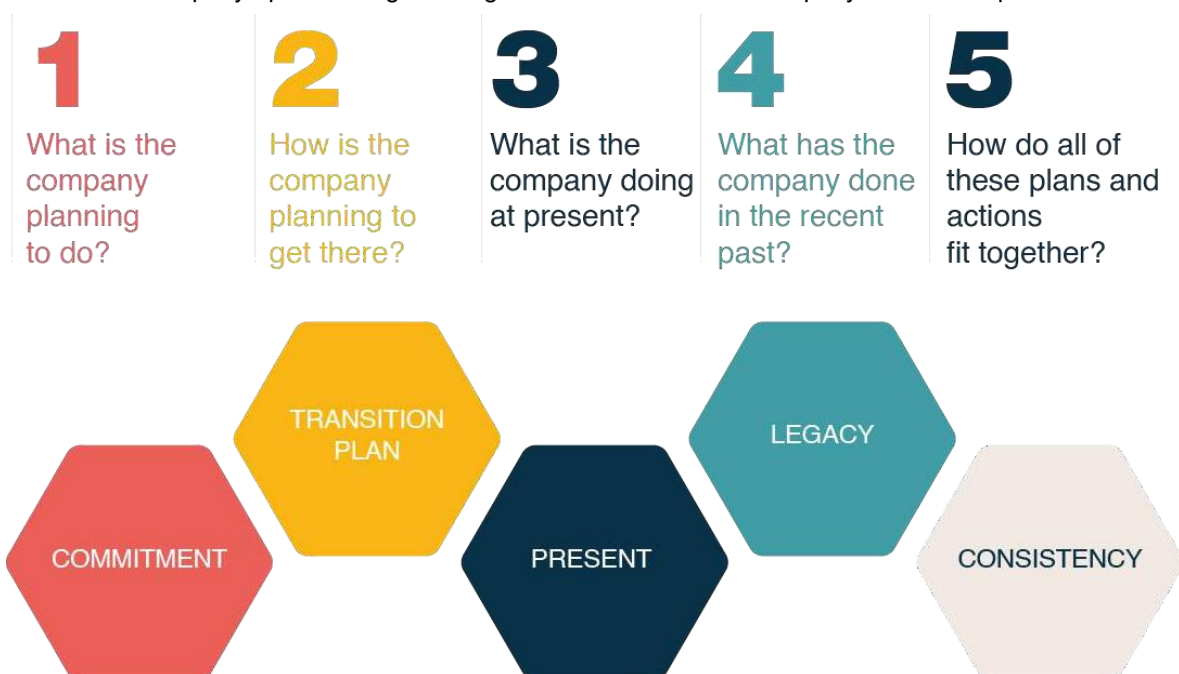 1
What is the
company
planning
to do?
2
How is the
company
planning to
get there?
3
What is the
company doing
at present?
4
What has the
company done
in the recent
past?
5
How do all of
these plans and
actions
fit together?
COMMITMENT
TRANSITION
PLAN
PRESENT
LEGACY
CONSISTENCY